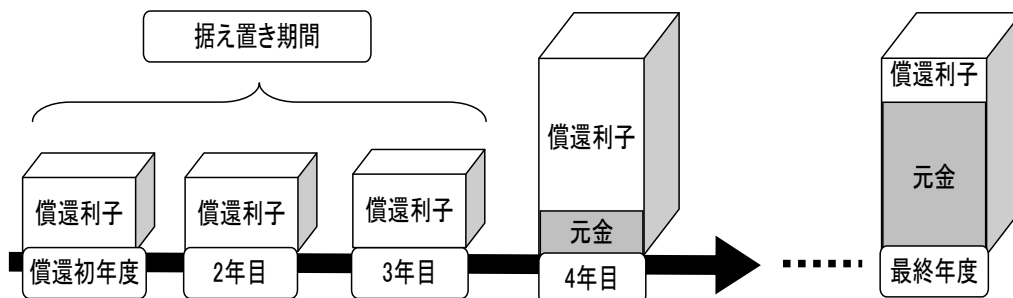 据え置き期間
償還利子
償還利子
償還利子
償還利子
元金
償還利子
元金
償還初年度
2年目
3年目
4年目
最終年度